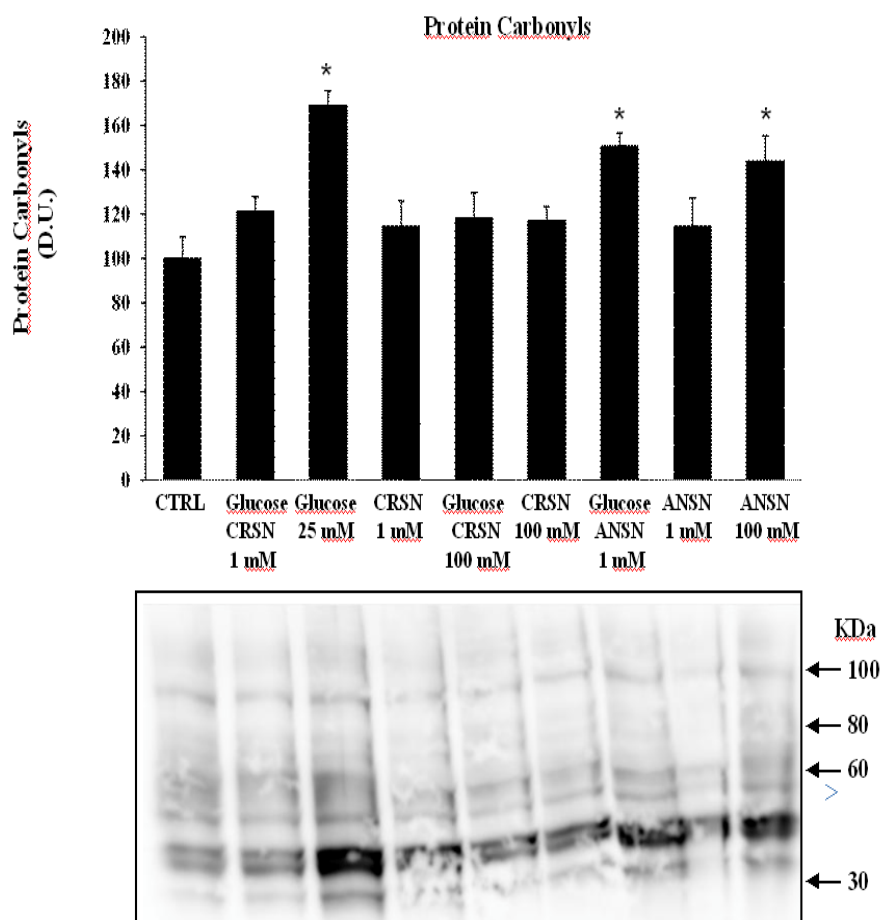 Protein Carbonyls
Protein Carbonyls
(D.U.)
200
180
160
140
120
100
80
60
40
20
0
*
*
*
CTRL
Glucose
CRSN
1 mM
Glucose
25 mM
CRSN
1 mM
Glucose
CRSN
100 mM
CRSN
100 mM
Glucose
ANSN
1 mM
ANSN
1 mM
ANSN
100 mM
KDa
100
80
60
>
30